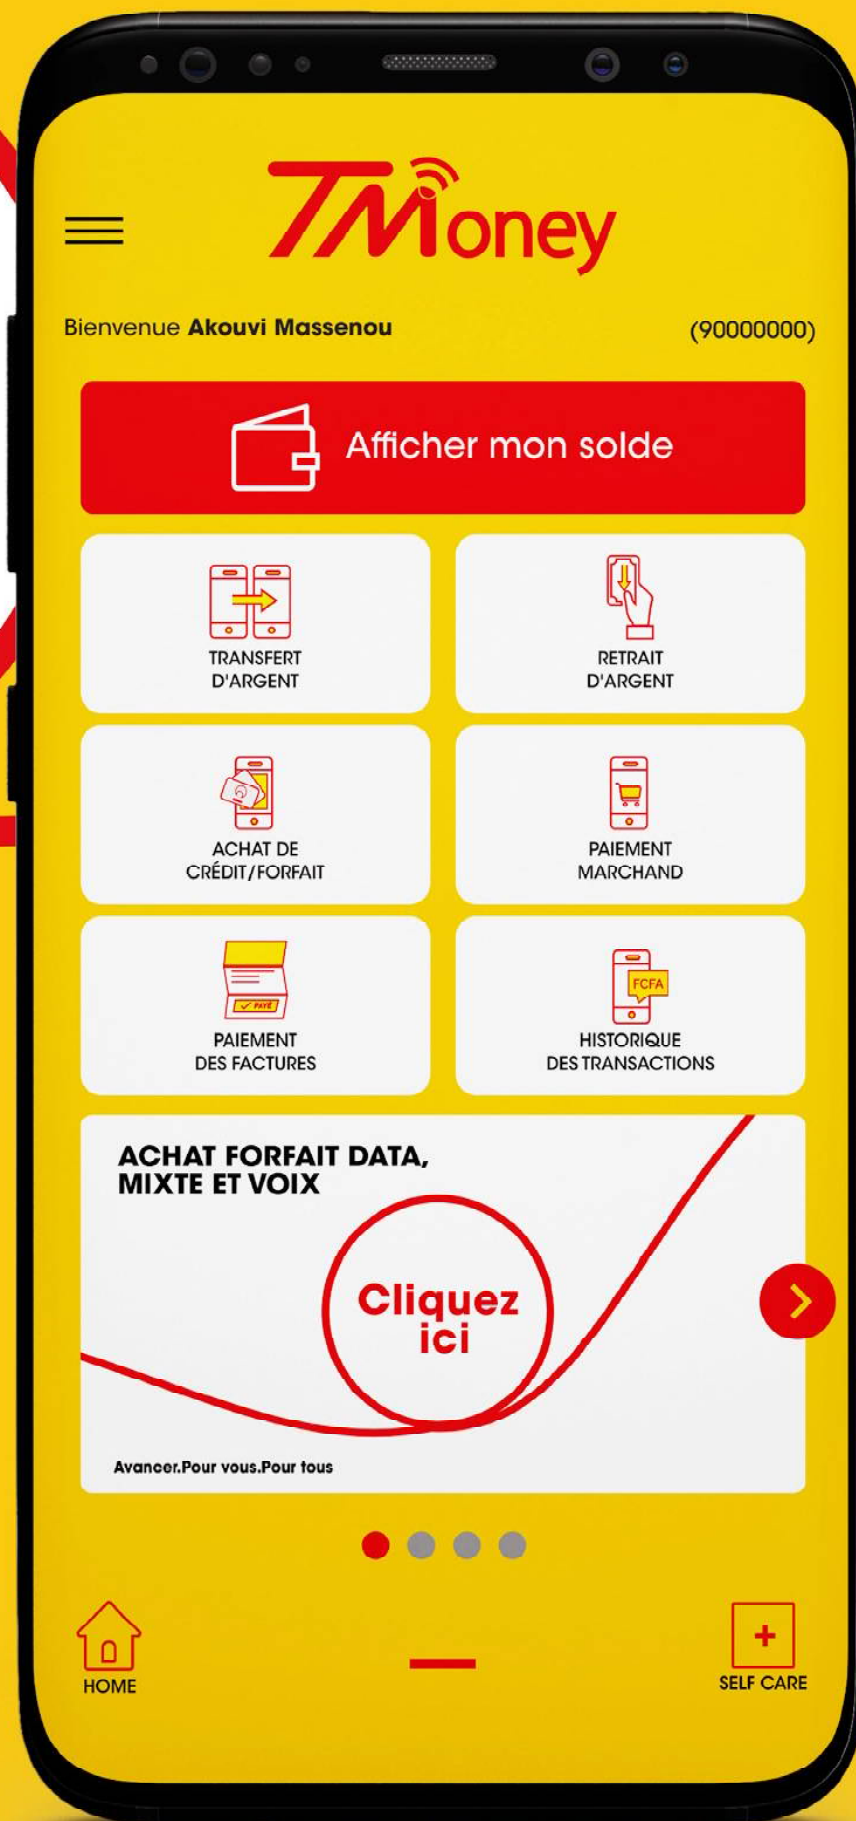 TMoney
Bienvenue Akouvi Massenou
(90000000)
Afficher mon solde
TRANSFERT
D'ARGENT
RETRAIT
D'ARGENT
ACHAT DE
CRÉDIT/FORFAIT
PAIEMENT
MARCHAND
✓ PAYÉ
PAIEMENT
DES FACTURES
FCFA
HISTORIQUE
DES TRANSACTIONS
ACHAT FORFAIT DATA,
MIXTE ET VOIX
Cliquez
ici
Avancer.Pour vous.Pour tous
HOME
SELF CARE